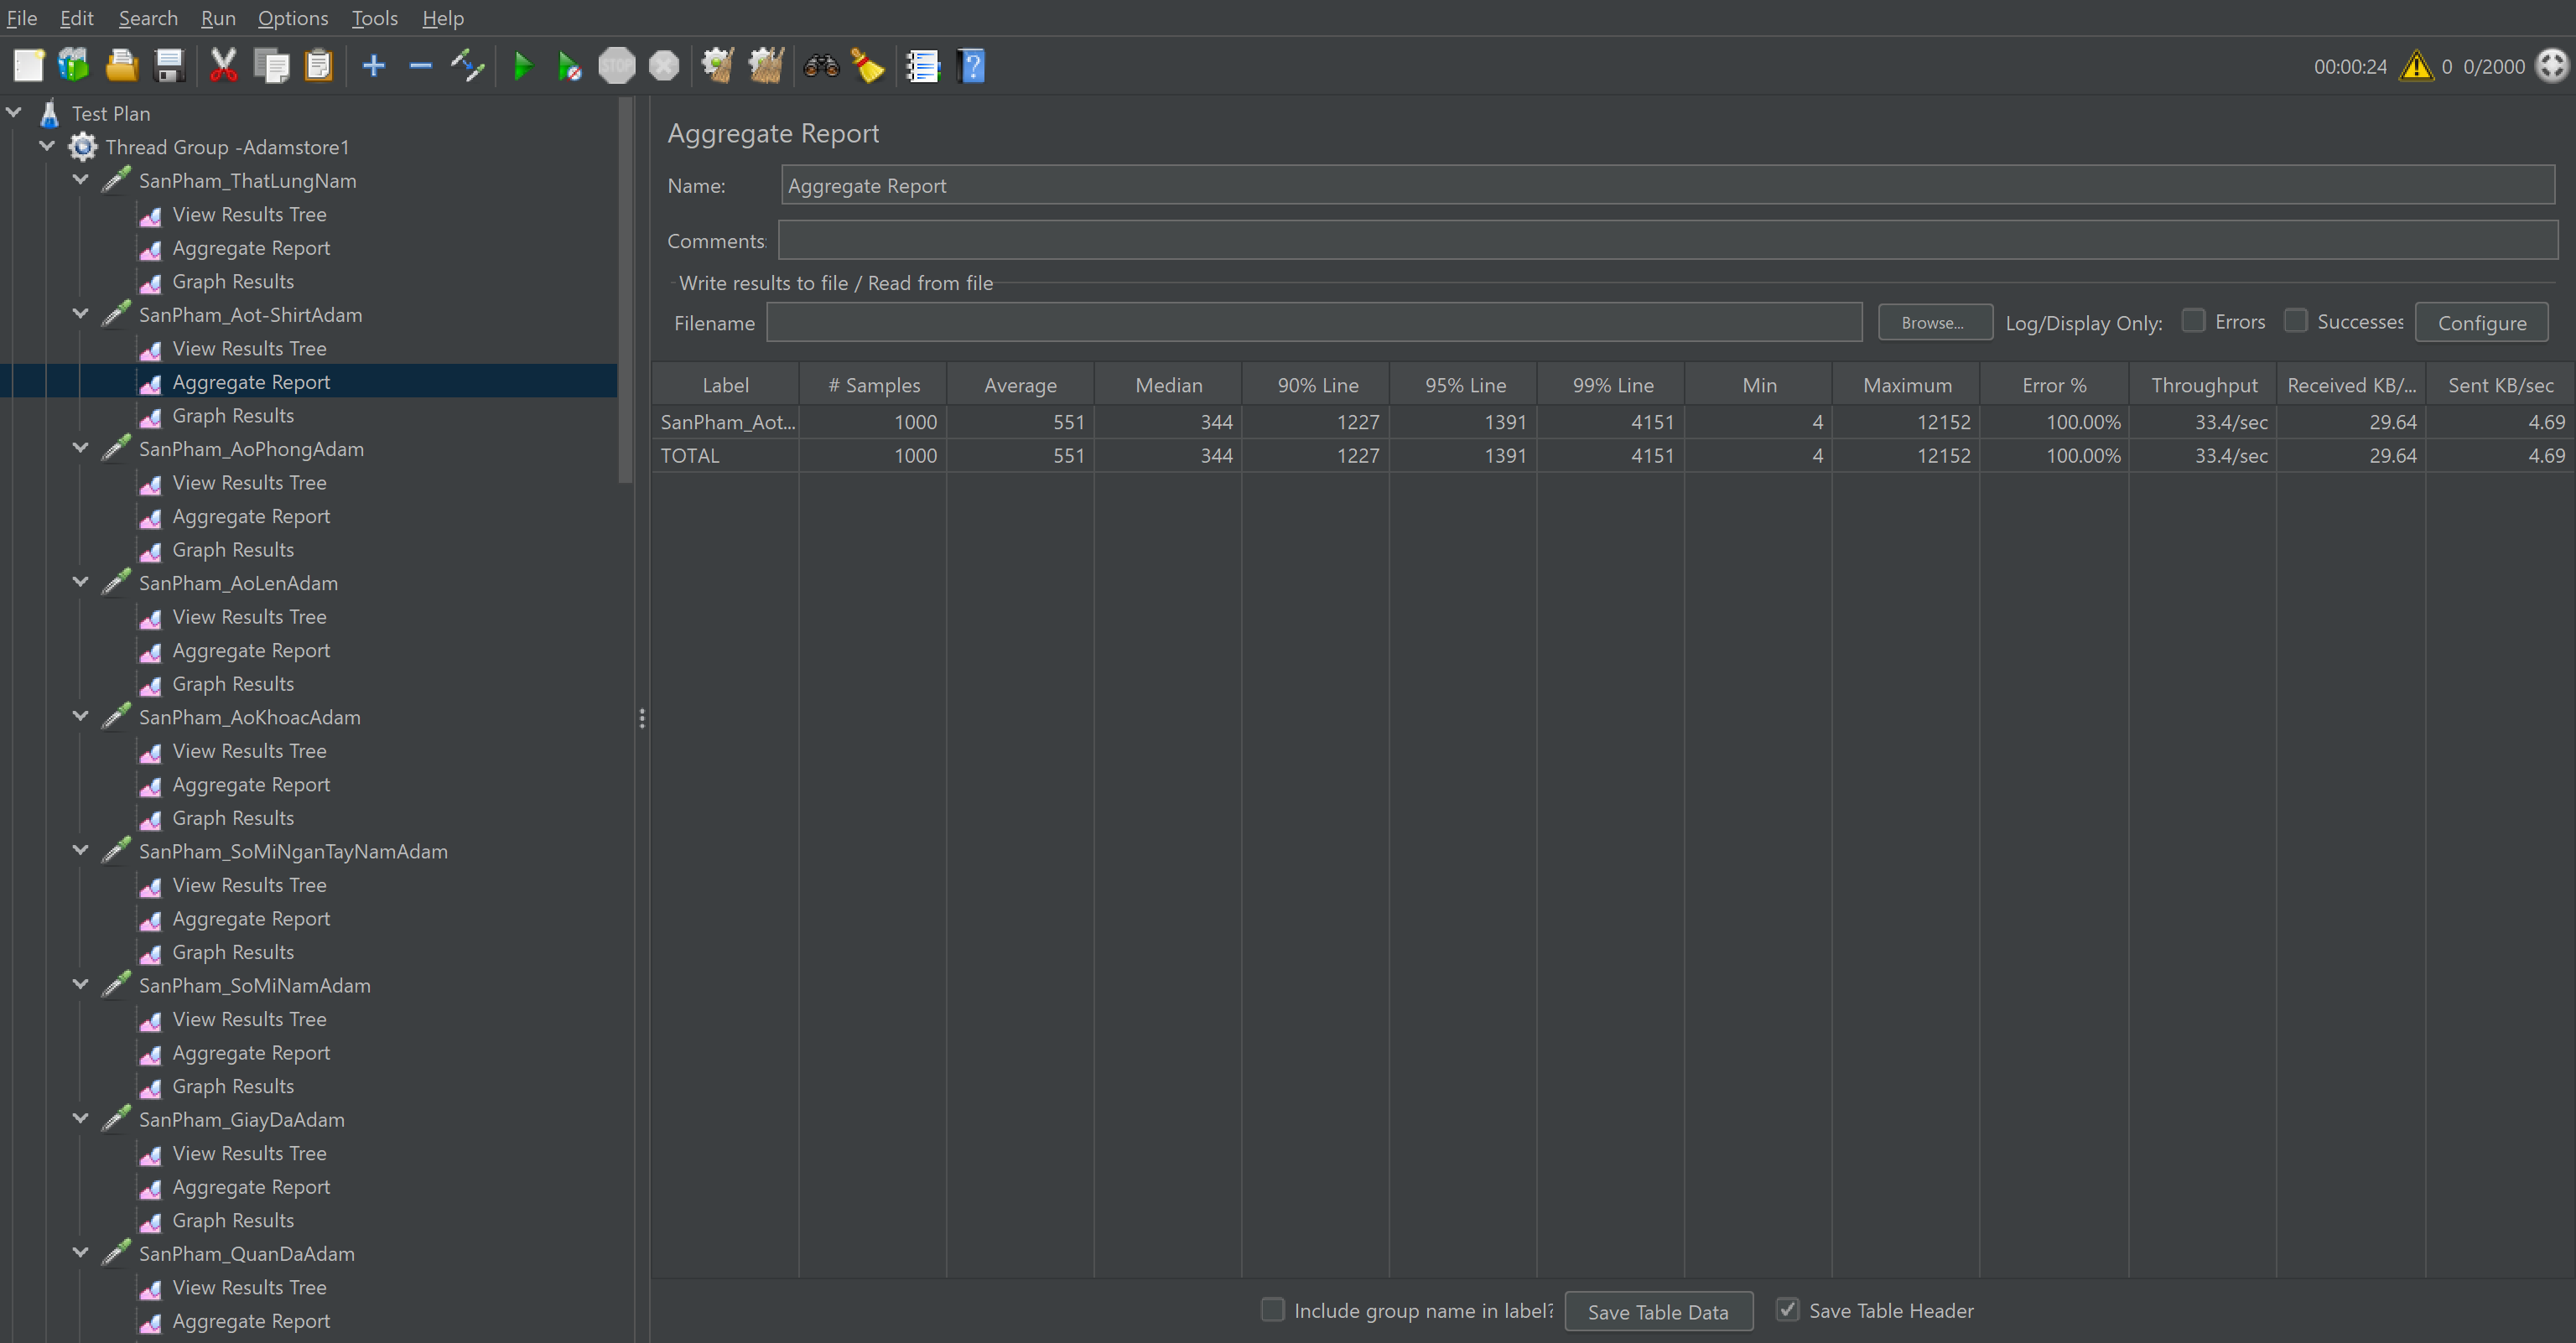 File Edit Search Run Options Tools Help
STOP
00:00:24 0 0/2000
Test Plan
Thread Group -Adamstore1
SanPham_ThatLungNam
View Results Tree
Aggregate Report
Graph Results
SanPham_Aot-ShirtAdam
View Results Tree
Aggregate Report
Graph Results
SanPham_AoPhongAdam
View Results Tree
Aggregate Report
Graph Results
SanPham_AoLenAdam
View Results Tree
Aggregate Report
Graph Results
SanPham_AoKhoacAdam
View Results Tree
Aggregate Report
Graph Results
SanPham_SoMiNganTayNamAdam
View Results Tree
Aggregate Report
Graph Results
SanPham_SoMiNamAdam
View Results Tree
Aggregate Report
Graph Results
SanPham_GiayDaAdam
View Results Tree
Aggregate Report
Graph Results
SanPham_QuanDaAdam
View Results Tree
Aggregate Report
Aggregate Report
Name: Aggregate Report
Comments:
Write results to file / Read from file
Filename Browse... Log/Display Only: Errors Successes Configure
Label # Samples Average Median 90% Line 95% Line 99% Line Min Maximum Error % Throughput Received KB/... Sent KB/sec
SanPham_Aot... 1000 551 344 1227 1391 4151 4 12152 100.00% 33.4/sec 29.64 4.69
TOTAL 1000 551 344 1227 1391 4151 4 12152 100.00% 33.4/sec 29.64 4.69
Include group name in label? Save Table Data Save Table Header